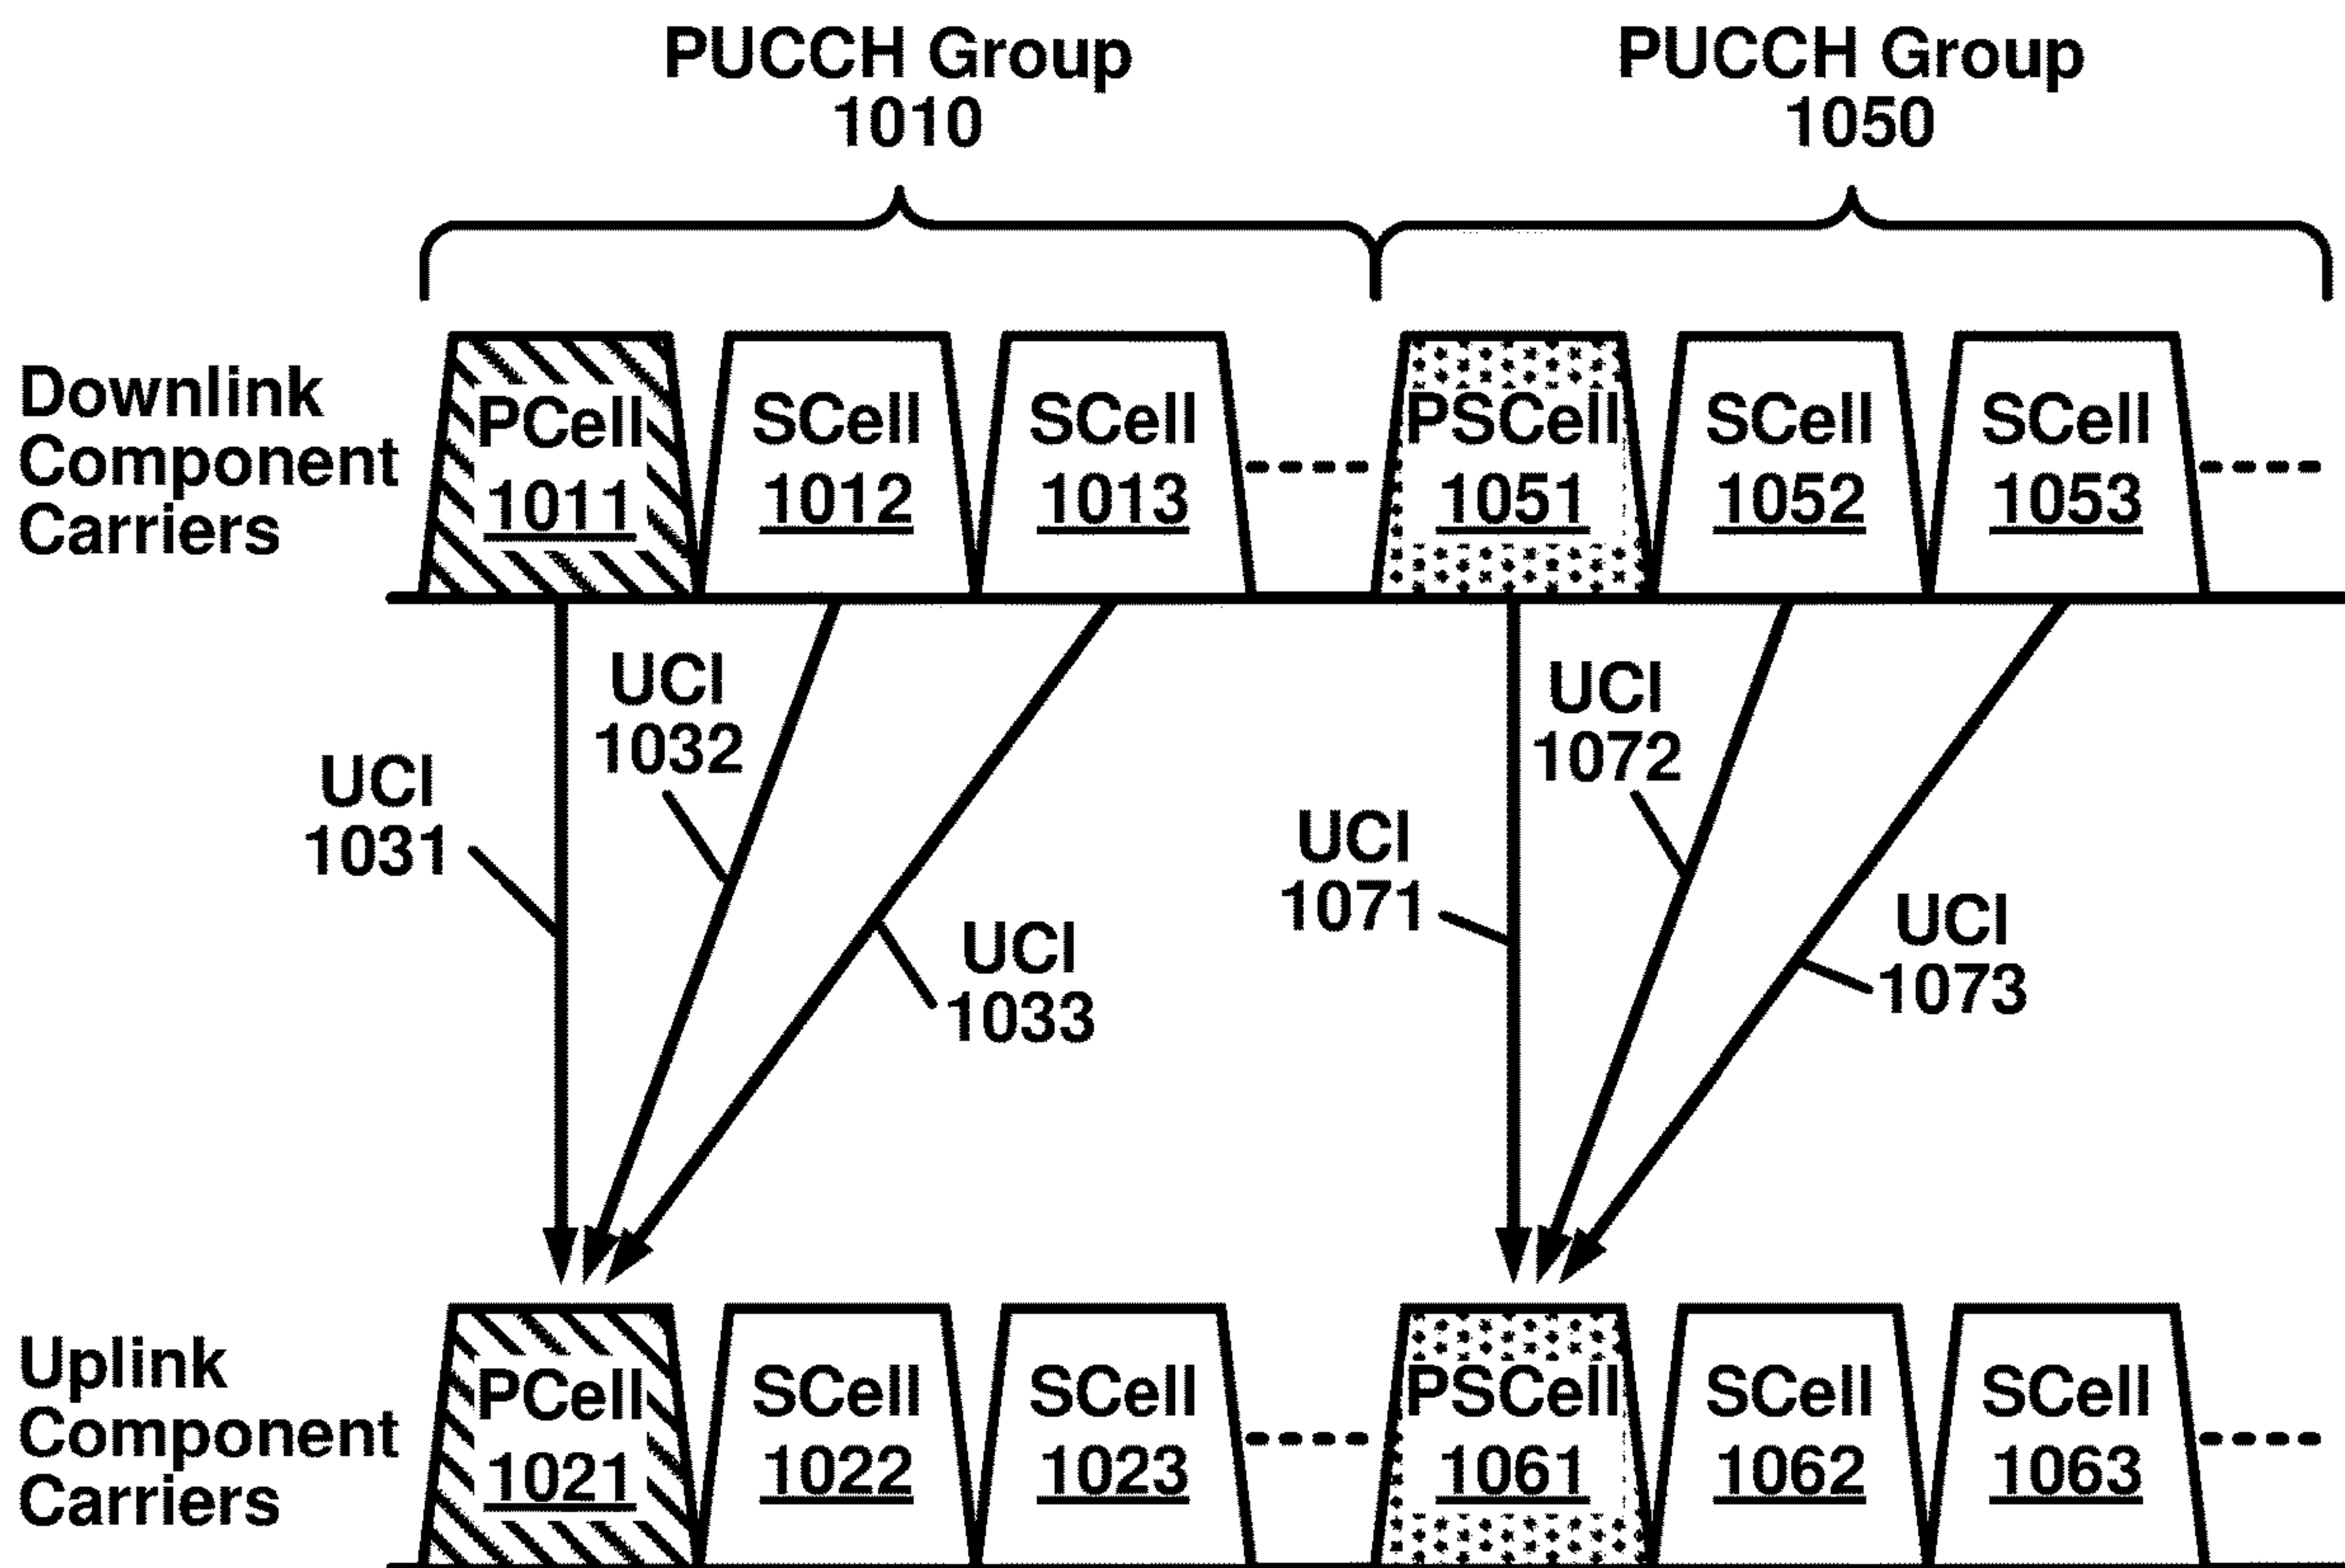 PUCCH Group
1010
PUCCH Group
1050
Downlink
Component
Carriers
PCell
1011
SCell
1012
SCell
1013
PSCell
1051
SCell
1052
SCell
1053
UCI
1031
UCI
1032
UCI
1033
UCI
1071
UCI
1072
UCI
1073
Uplink
Component
Carriers
PCell
1021
SCell
1022
SCell
1023
PSCell
1061
SCell
1062
SCell
1063